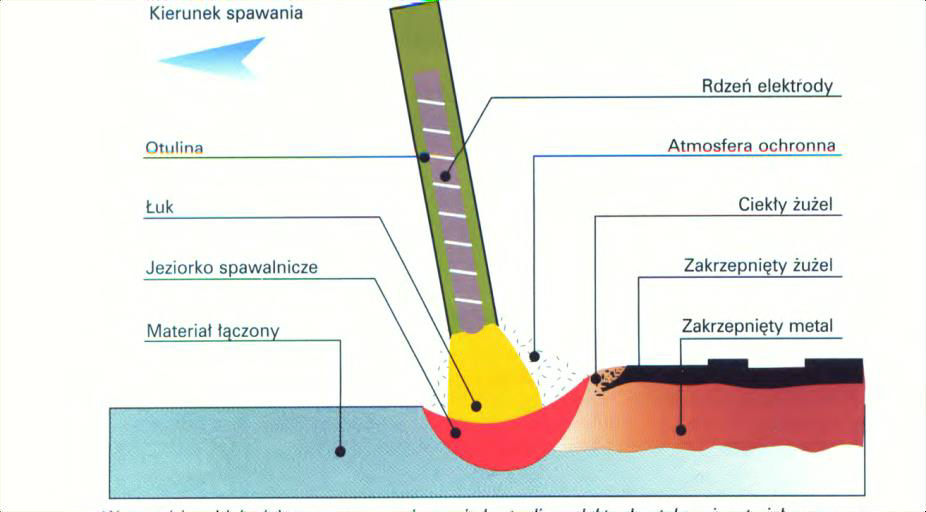 Kierunek spawania
Rdzeń elektrody
Otulina
Atmosfera ochronna
Łuk
Ciekły żużel
Jeziorko spawalnicze
Zakrzepnięty żużel
Materiał łączony
Zakrzepnięty metal